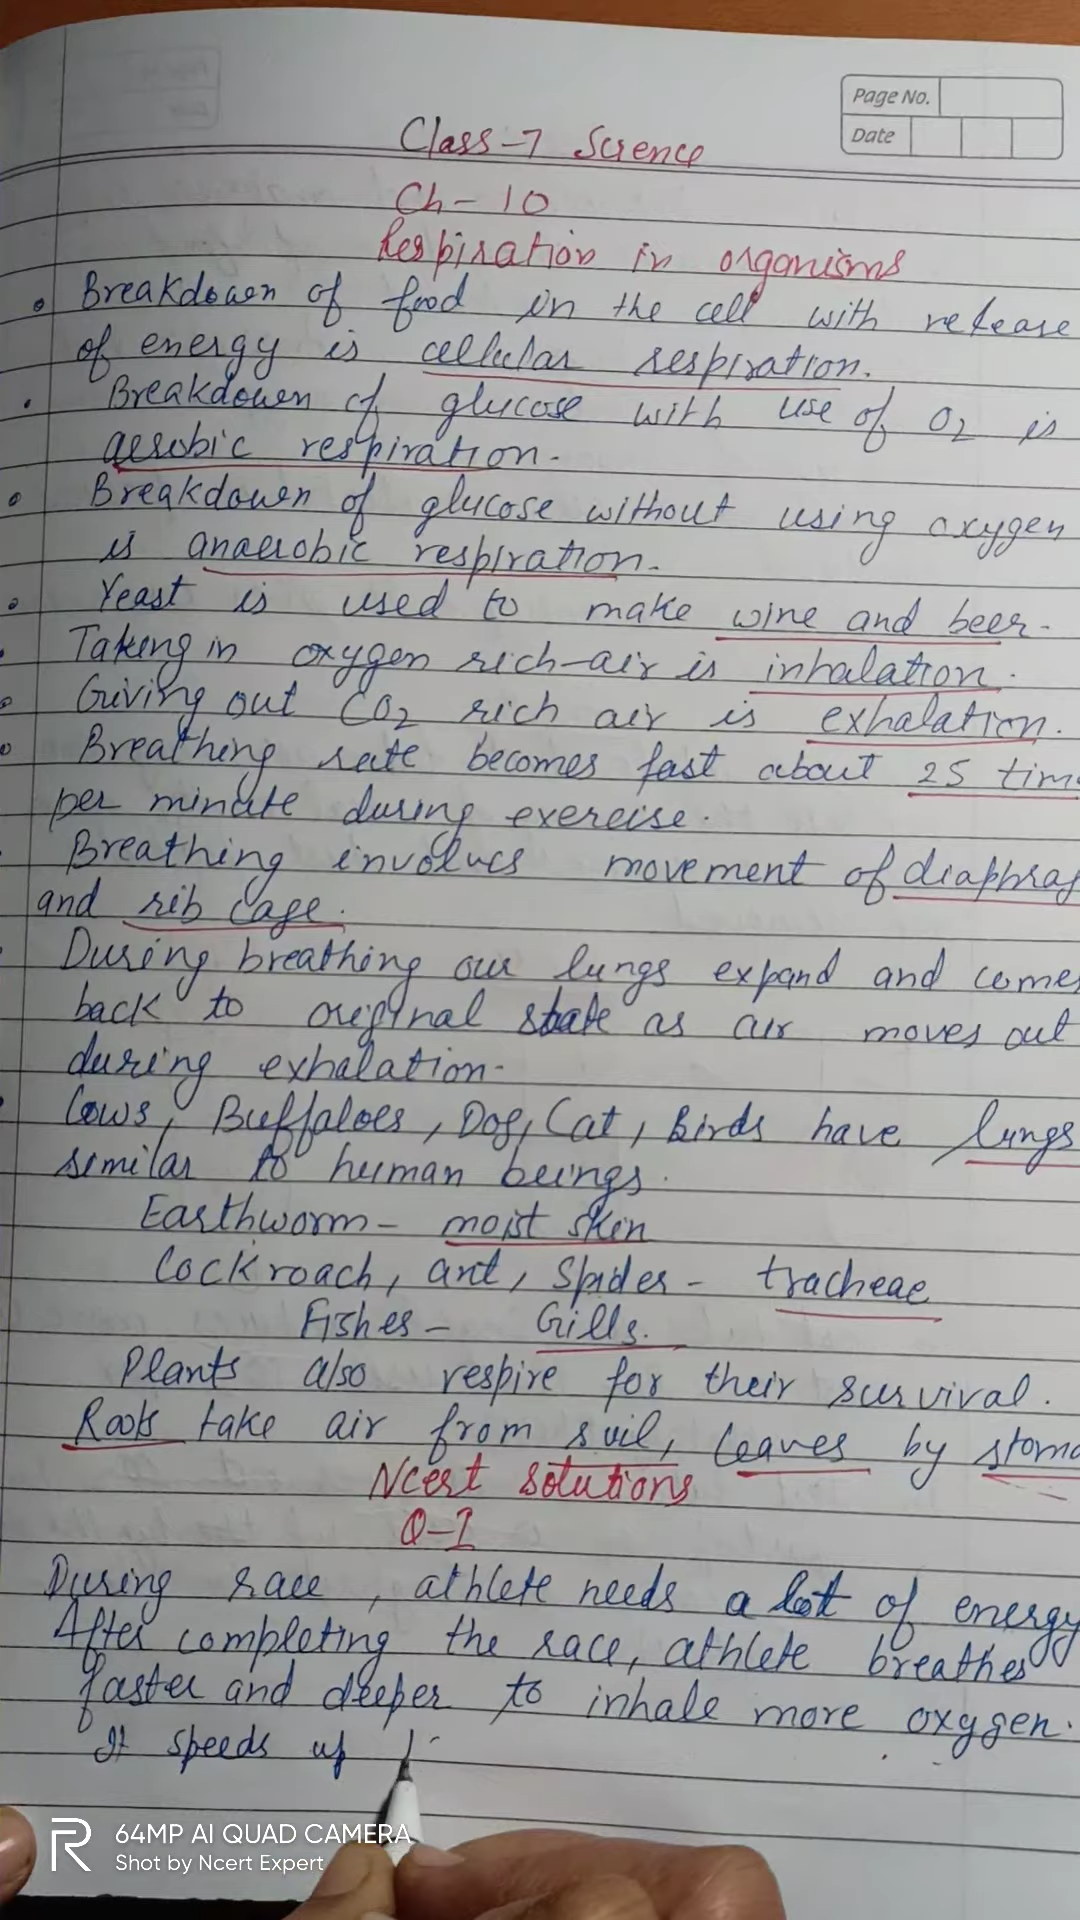 Page No.
Date
Class-7 Science
Ch-10
Respiration in organisms
Breakdown of food in the cell with release
of energy is cellular respiration.
Breakdown of glucose with use of O2 is
aerobic respiration.
Breakdown of glucose without using oxygen
is anaerobic respiration.
Yeast is used to make wine and beer.
Taking in oxygen rich-air is inhalation.
Giving out CO2 rich air is exhalation.
Breathing rate becomes fast about 25 tim
per minute during exercise.
Breathing involves movement of diaphrag
and rib cage.
During breathing our lungs expand and comes
back to original state as air moves out
during exhalation.
Cows, Buffaloes, Dog, Cat, Birds have lungs
similar to human beings.
Earthworm - moist skin
Cockroach, ant, Spider - tracheae
Fishes - Gills.
Plants also respire for their survival.
Roots take air from soil, leaves by stoma
Ncert Solutions
Q-1
During race, athlete needs a lot of energy
After completing the race, athlete breathes
faster and deeper to inhale more oxygen.
It speeds up
64MP AI QUAD CAMERA
Shot by Ncert Expert